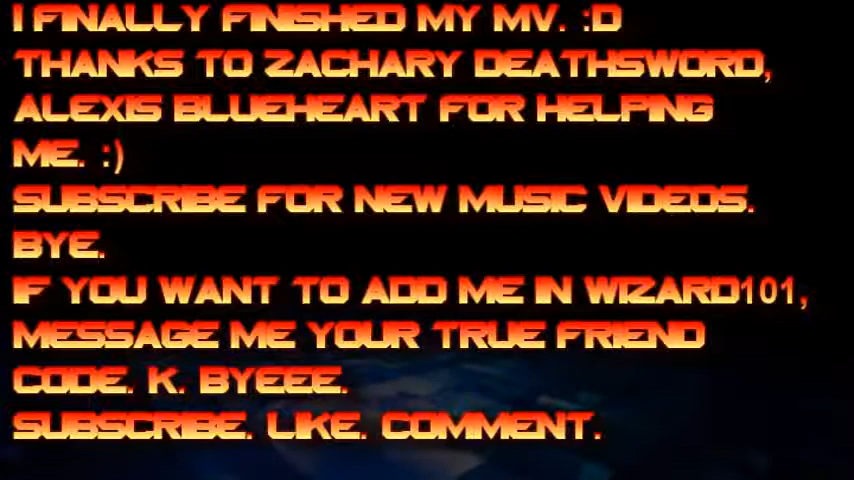 I FINALLY FINISHED MY MV. :D
THANKS TO ZACHARY DEATHSWORD,
ALEXIS BLUEHEART FOR HELPING
ME. :)
SUBSCRIBE FOR NEW MUSIC VIDEOS.
BYE.
IF YOU WANT TO ADD ME IN WIZARD101,
MESSAGE ME YOUR TRUE FRIEND
CODE. K. BYEEE.
SUBSCRIBE. LIKE. COMMENT.